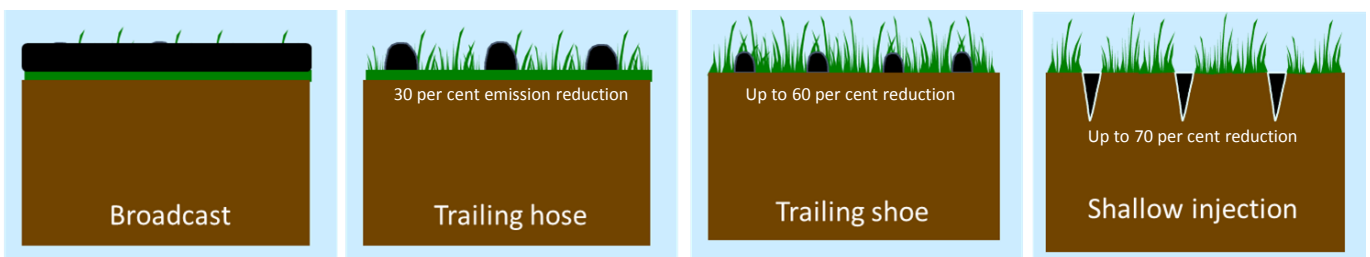 Broadcast
30 per cent emission reduction
Trailing hose
Up to 60 per cent reduction
Trailing shoe
Up to 70 per cent reduction
Shallow injection